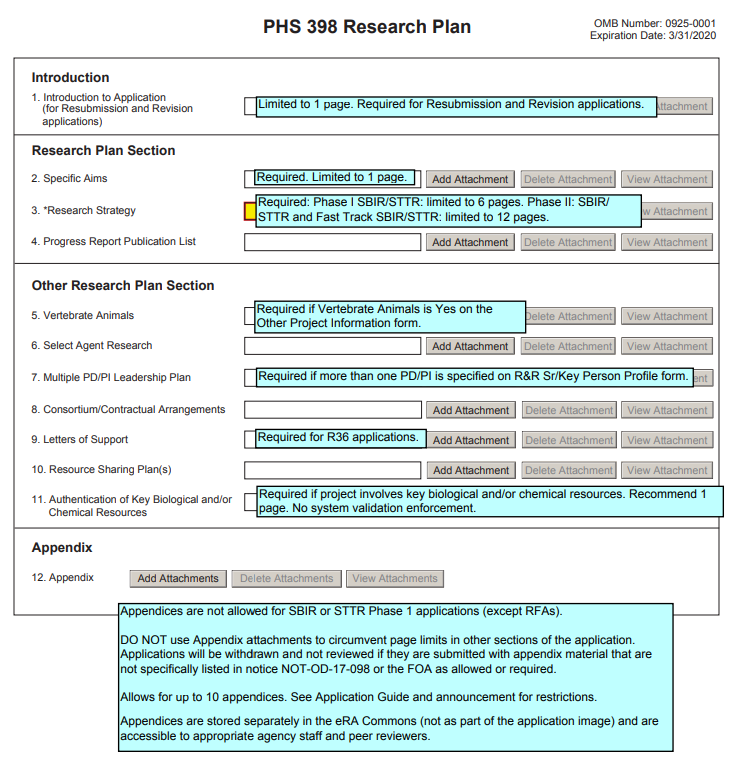 PHS 398 Research Plan
OMB Number: 0925-0001
Expiration Date: 3/31/2020
Introduction
1. Introduction to Application
(for Resubmission and Revision
applications)
Limited to 1 page. Required for Resubmission and Revision applications.
Attachment
Research Plan Section
2. Specific Aims
Required. Limited to 1 page.
Add Attachment Delete Attachment View Attachment
3. *Research Strategy
Required: Phase I SBIR/STTR: limited to 6 pages. Phase II: SBIR/
STTR and Fast Track SBIR/STTR: limited to 12 pages.
Attachment
4. Progress Report Publication List
Add Attachment Delete Attachment View Attachment
Other Research Plan Section
5. Vertebrate Animals
Required if Vertebrate Animals is Yes on the
Other Project Information form.
Delete Attachment View Attachment
6. Select Agent Research
Add Attachment Delete Attachment View Attachment
7. Multiple PD/PI Leadership Plan
Required if more than one PD/PI is specified on R&R Sr/Key Person Profile form.
8. Consortium/Contractual Arrangements
Add Attachment Delete Attachment View Attachment
9. Letters of Support
Required for R36 applications.
Add Attachment Delete Attachment View Attachment
10. Resource Sharing Plan(s)
Add Attachment Delete Attachment View Attachment
11. Authentication of Key Biological and/or
Chemical Resources
Required if project involves key biological and/or chemical resources. Recommend 1
page. No system validation enforcement.
Appendix
12. Appendix
Add Attachments Delete Attachments View Attachments
Appendices are not allowed for SBIR or STTR Phase 1 applications (except RFAs).
DO NOT use Appendix attachments to circumvent page limits in other sections of the application.
Applications will be withdrawn and not reviewed if they are submitted with appendix material that are
not specifically listed in notice NOT-OD-17-098 or the FOA as allowed or required.
Allows for up to 10 appendices. See Application Guide and announcement for restrictions.
Appendices are stored separately in the eRA Commons (not as part of the application image) and are
accessible to appropriate agency staff and peer reviewers.